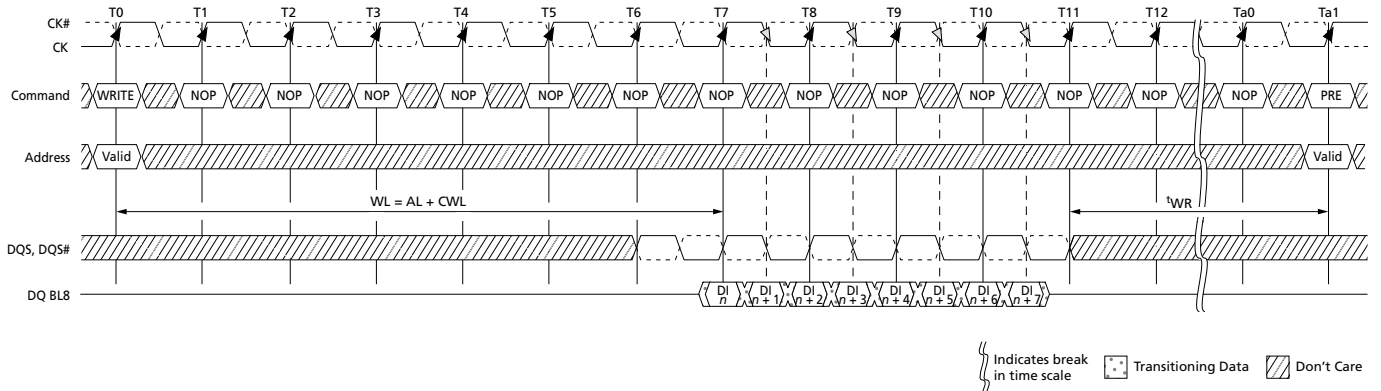 T0 T1 T2 T3 T4 T5 T6 T7 T8 T9 T10 T11 T12 Ta0 Ta1
CK#
CK
Command WRITE NOP NOP NOP NOP NOP NOP NOP NOP NOP NOP NOP NOP NOP PRE
Address Valid Valid
WL = AL + CWL tWR
DQS, DQS#
DQ BL8 DI n DI n + 1 DI n + 2 DI n + 3 DI n + 4 DI n + 5 DI n + 6 DI n + 7
Indicates break
in time scale
Transitioning Data
Don't Care